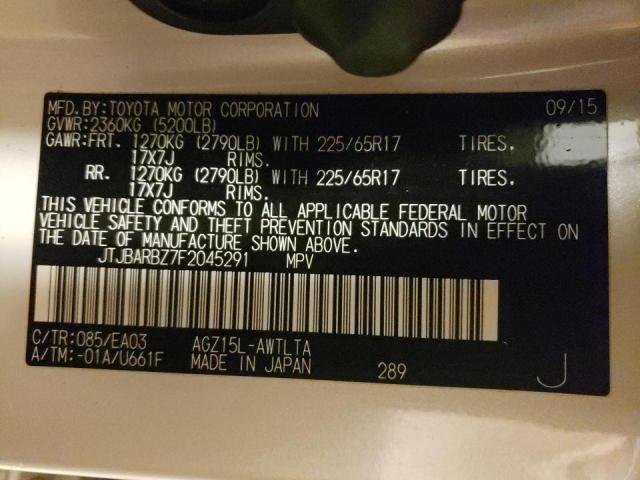 MFD.BY:TOYOTA MOTOR CORPORATION 09/15
GVWR:2360KG (5200LB)
GAWR:FRT. 1270KG (2790LB) WITH 225/65R17 TIRES,
17X7J RIMS.
RR. 1270KG (2790LB) WITH 225/65R17 TIRES,
17X7J RIMS.
THIS VEHICLE CONFORMS TO ALL APPLICABLE FEDERAL MOTOR
VEHICLE SAFETY AND THEFT PREVENTION STANDARDS IN EFFECT ON
THE DATE OF MANUFACTURE SHOWN ABOVE.
JTJBARBZ7F2045291 MPV
C/TR:085/EA03 AGZ15L-AWTLTA
A/TM:-01A/U661F MADE IN JAPAN 289 J